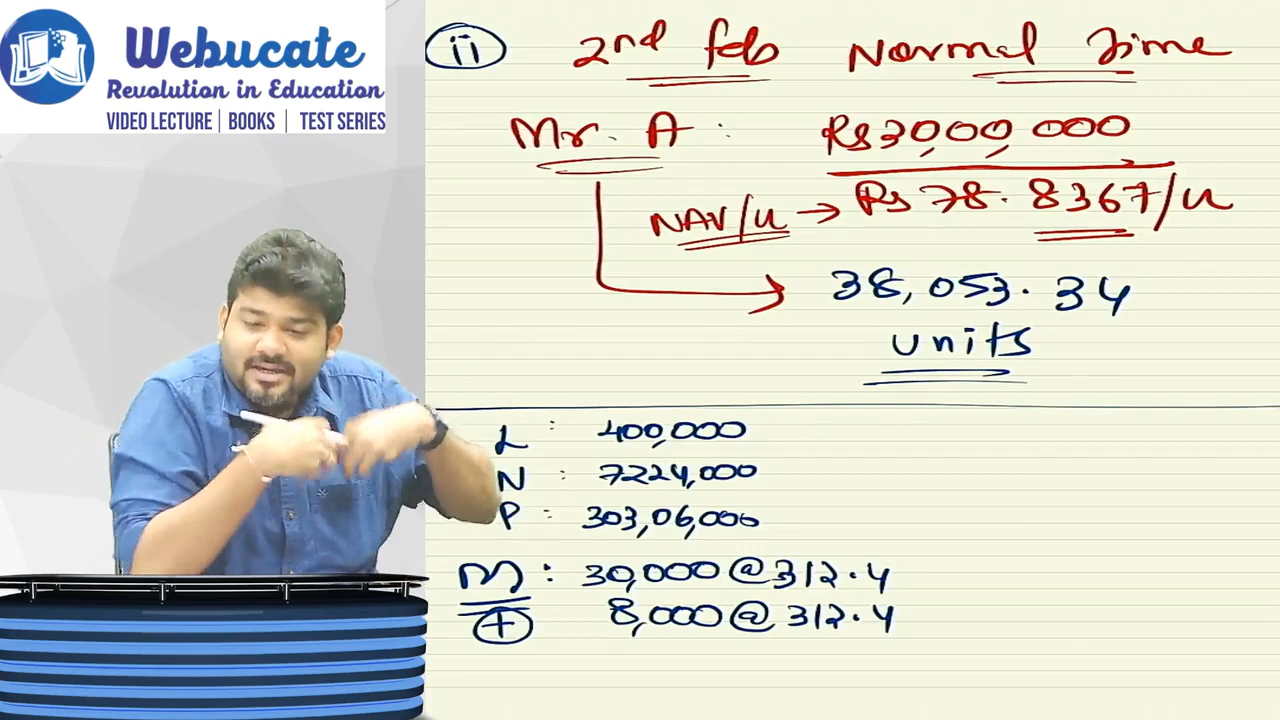 Webucate
Revolution in Education
VIDEO LECTURE | BOOKS | TEST SERIES
ii 2nd Feb Normal Time
Mr. A : Rs 3000,000
NAV/u → Rs 78.8367/u
38,053.34
units
L : 400,000
N : 7224,000
P : 303,06,000
M : 30,000 @ 312.4
+ 8,000 @ 312.4